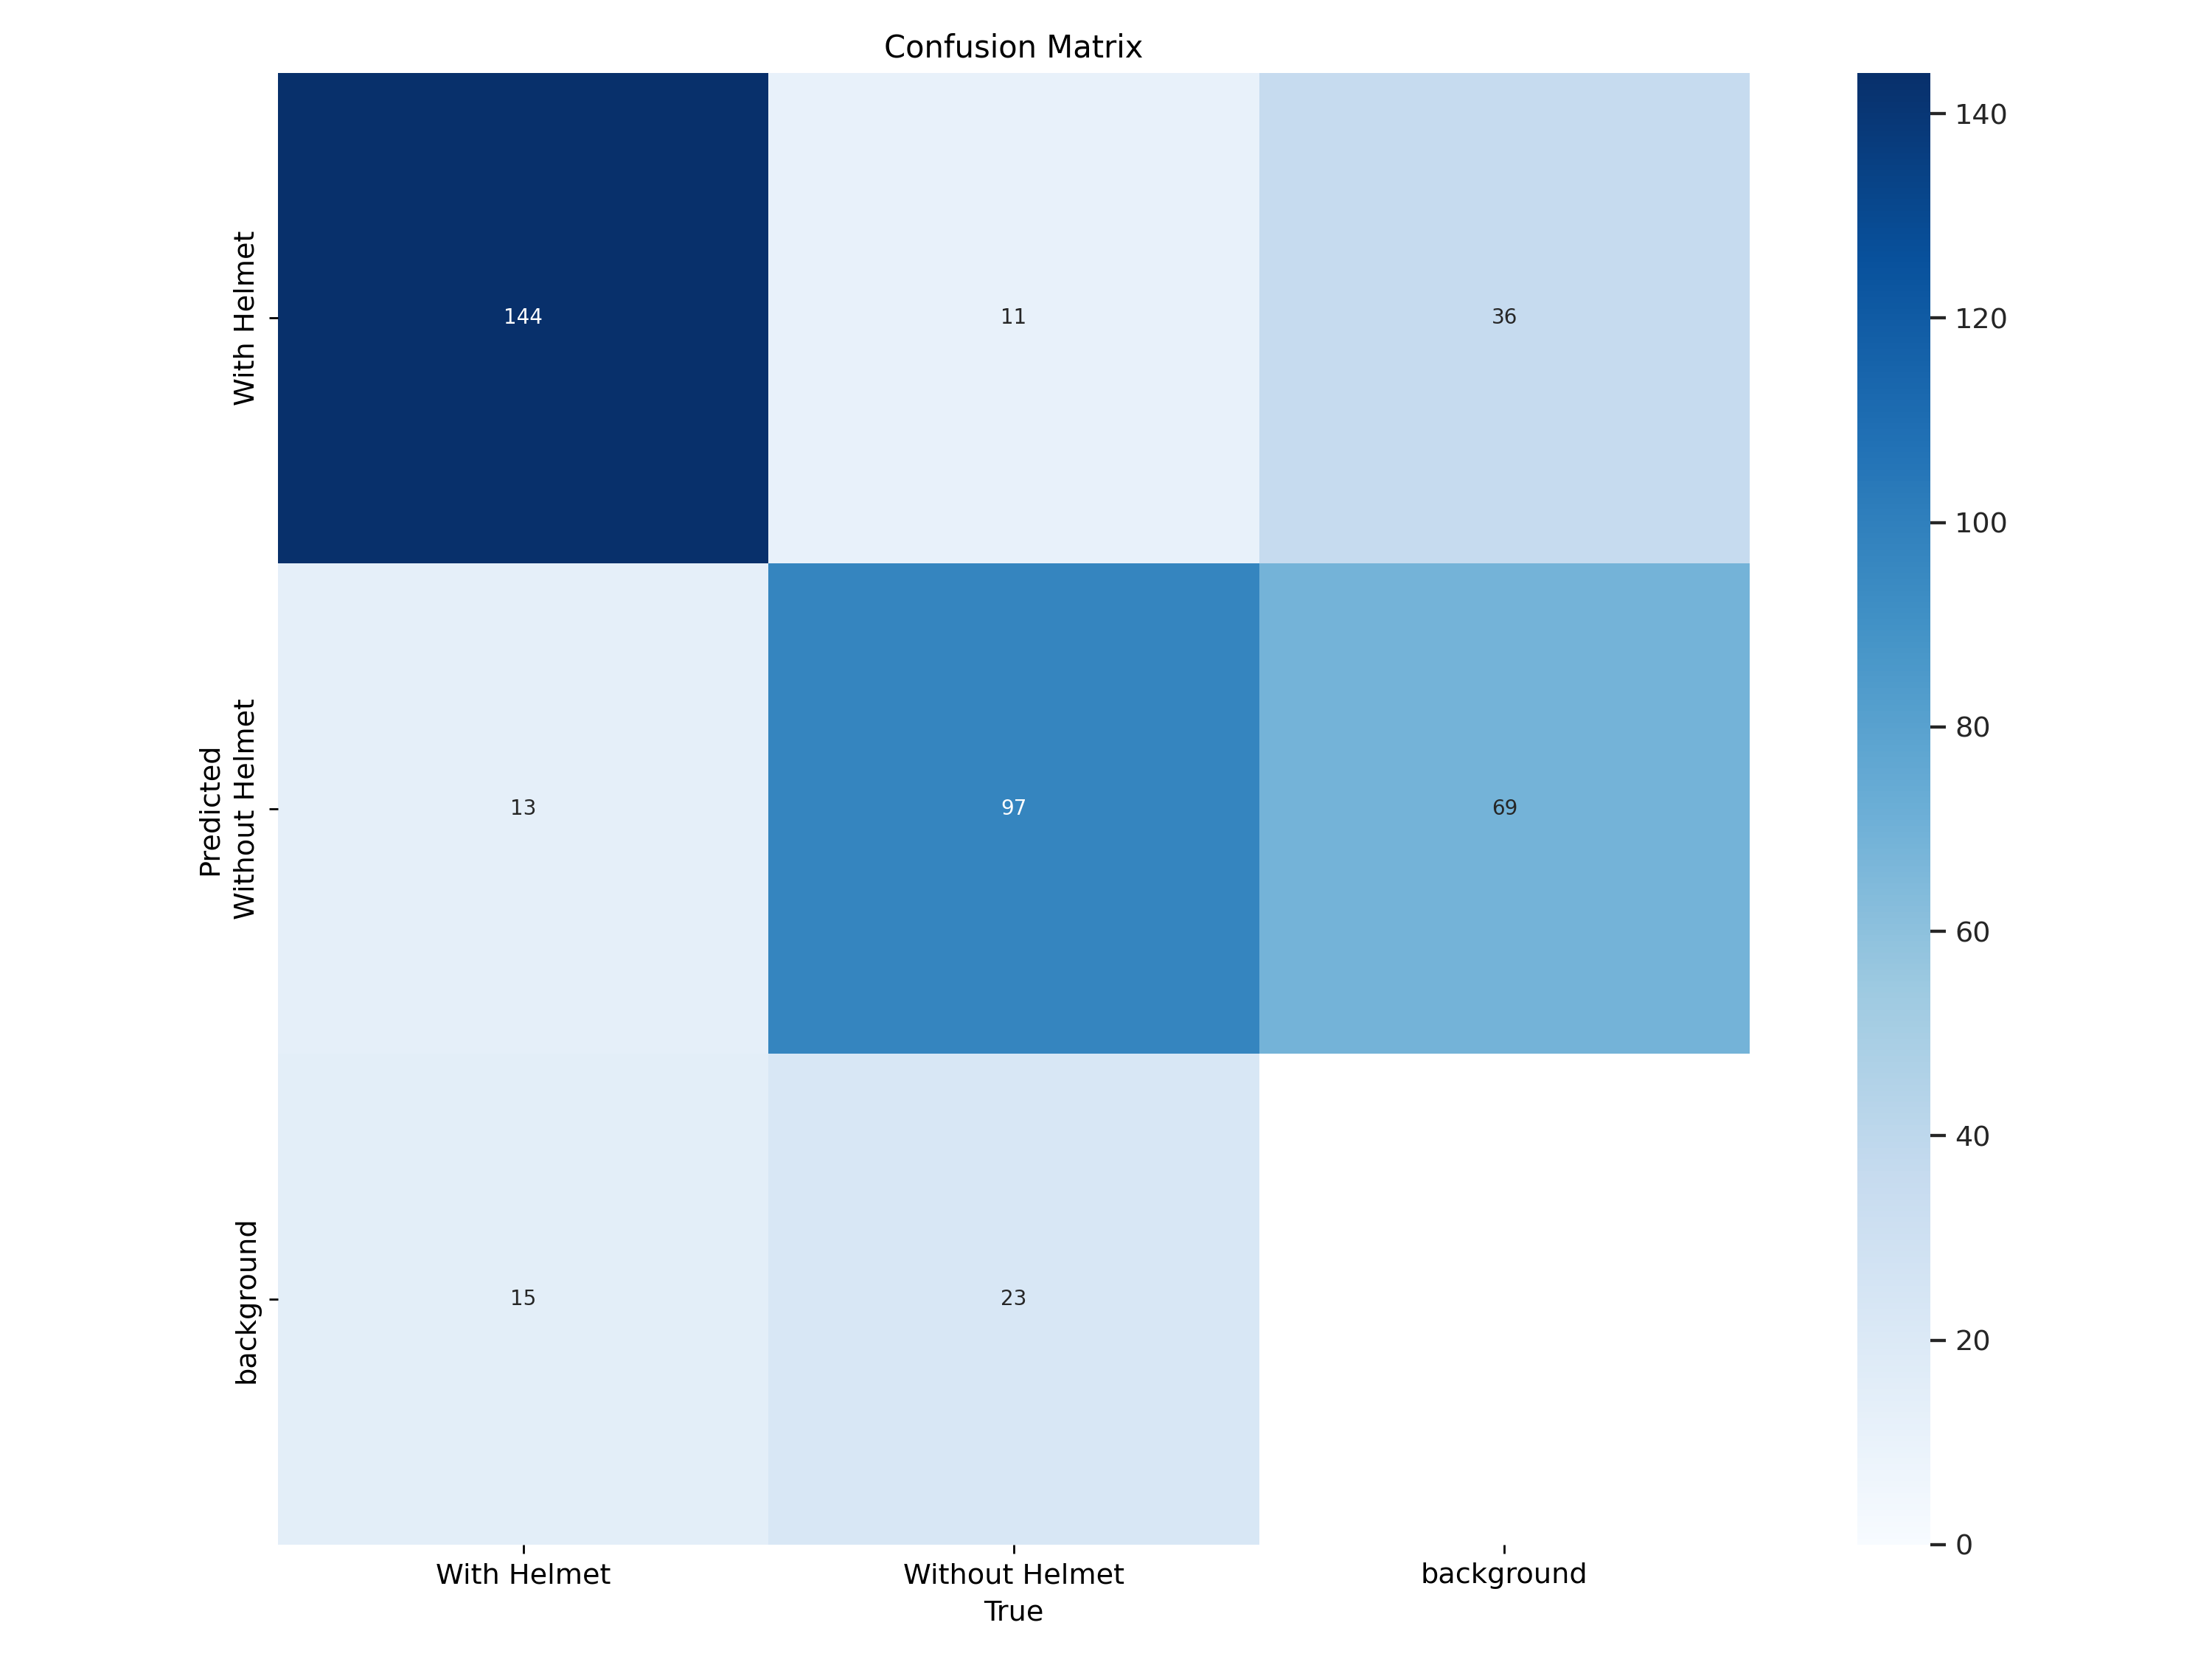 Confusion Matrix
With Helmet
144
11
36
Predicted
Without Helmet
13
97
69
background
15
23
With Helmet
Without Helmet
background
True
140
120
100
80
60
40
20
0